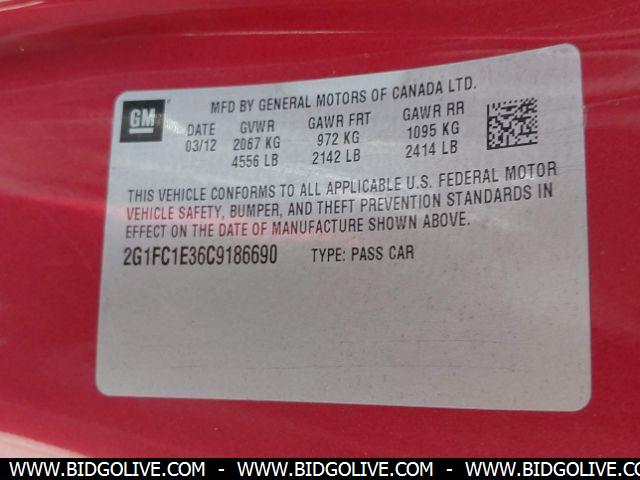 GM
MFD BY GENERAL MOTORS OF CANADA LTD.
DATE GVWR GAWR FRT GAWR RR
03/12 2067 KG 972 KG 1095 KG
4556 LB 2142 LB 2414 LB
THIS VEHICLE CONFORMS TO ALL APPLICABLE U.S. FEDERAL MOTOR
VEHICLE SAFETY, BUMPER, AND THEFT PREVENTION STANDARDS IN
EFFECT ON THE DATE OF MANUFACTURE SHOWN ABOVE.
2G1FC1E36C9186690 TYPE: PASS CAR
WWW.BIDGOLIVE.COM - WWW.BIDGOLIVE.COM - WWW.BIDGOLIVE.COM